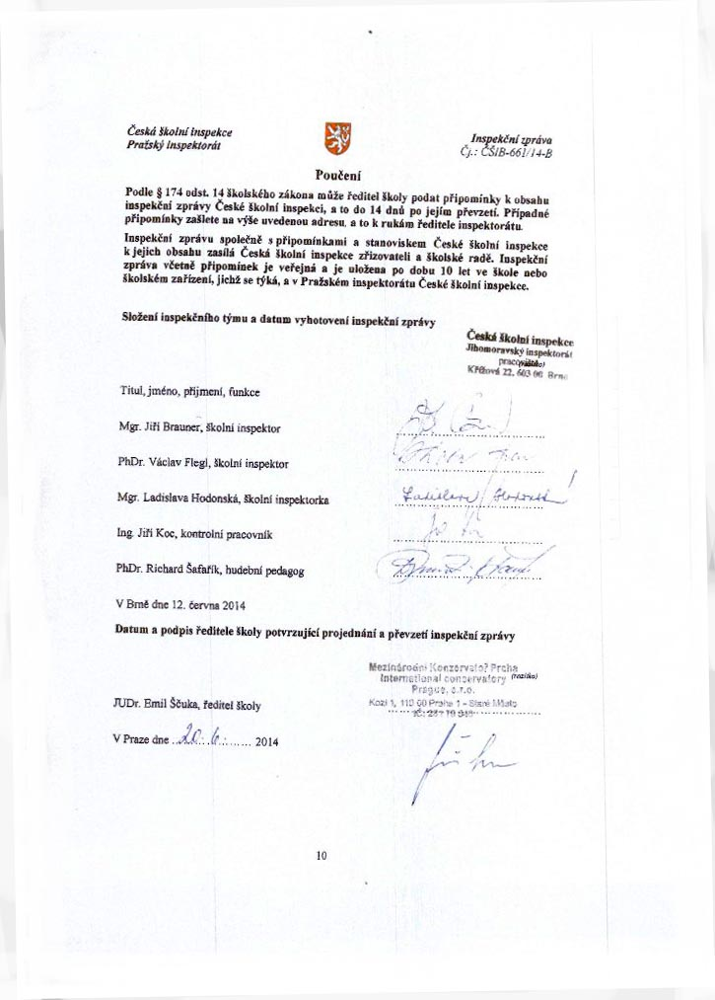 Česká školní inspekce
Pražský inspektorát
Inspekční zpráva
Čj.: ČŠIB-661/14-B
Poučení
Podle § 174 odst. 14 školského zákona může ředitel školy podat připomínky k obsahu
inspekční zprávy České školní inspekci, a to do 14 dnů po jejím převzetí. Případné
připomínky zašlete na výše uvedenou adresu, a to k rukám ředitele inspektorátu.
Inspekční zprávu společně s připomínkami a stanoviskem České školní inspekce
k jejich obsahu zasílá Česká školní inspekce zřizovateli a školské radě. Inspekční
zpráva včetně připomínek je veřejná a je uložena po dobu 10 let ve škole nebo
školském zařízení, jichž se týká, a v Pražském inspektorátu České školní inspekce.
Složení inspekčního týmu a datum vyhotovení inspekční zprávy
Česká školní inspekce
Jihomoravský inspektorát
Křížová 22, 603 00 Brno
Titul, jméno, příjmení, funkce
Mgr. Jiří Brauner, školní inspektor
PhDr. Václav Flegl, školní inspektor
Mgr. Ladislava Hodonská, školní inspektorka
Ing. Jiří Koc, kontrolní pracovník
PhDr. Richard Šafařík, hudební pedagog
V Brně dne 12. června 2014
Datum a podpis ředitele školy potvrzující projednání a převzetí inspekční zprávy
Mezinárodní Konzervatoř Praha
International conservatory (razítko)
Prague, s.r.o.
Kozí 1, 110 00 Praha 1 – Staré Město
JUDr. Emil Ščuka, ředitel školy
V Praze dne 20. 6. 2014
10